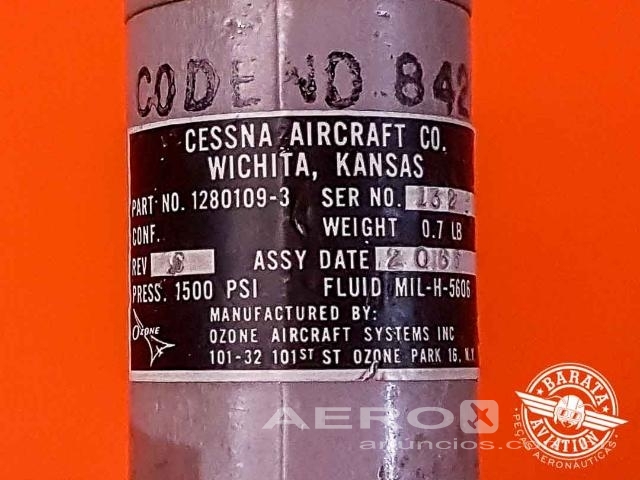 CODE NO 842
CESSNA AIRCRAFT CO.
WICHITA, KANSAS
PART NO. 1280109-3 SER NO.
CONF. WEIGHT 0.7 LB
REV ASSY DATE
PRESS. 1500 PSI FLUID MIL-H-5606
MANUFACTURED BY:
OZONE AIRCRAFT SYSTEMS INC
101-32 101ST ST OZONE PARK 16, N.Y.
OZONE
AERO X
anúncios.c
BARATA
AVIATION
PEÇAS AERONÁUTICAS